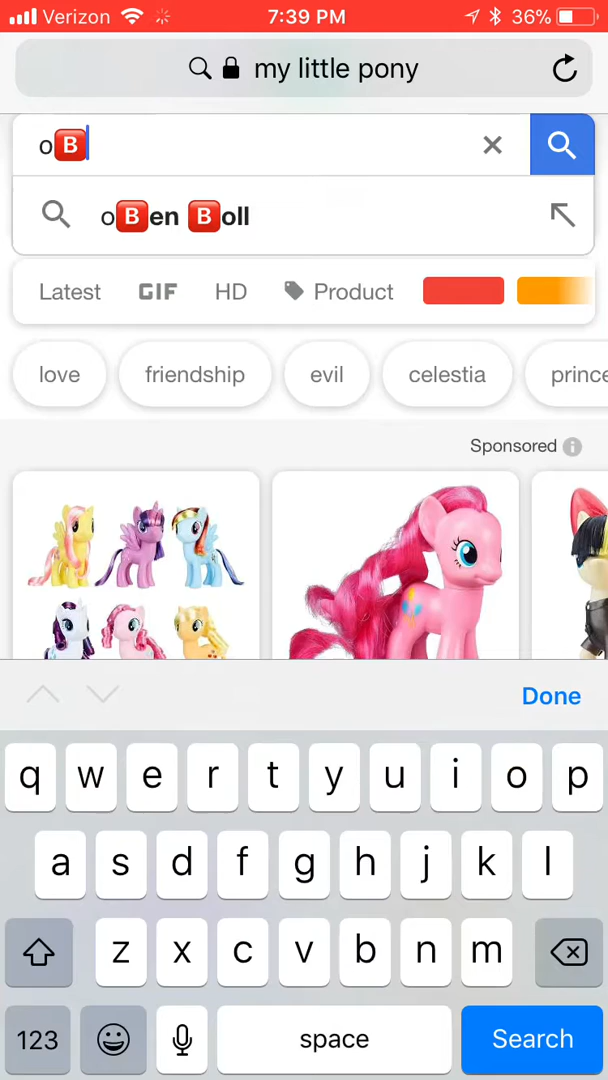 Verizon 7:39 PM 36%
my little pony
o🅱
o🅱en 🅱oll
Latest GIF HD Product
love friendship evil celestia prince
Sponsored
Done
q w e r t y u i o p
a s d f g h j k l
z x c v b n m
123 space Search